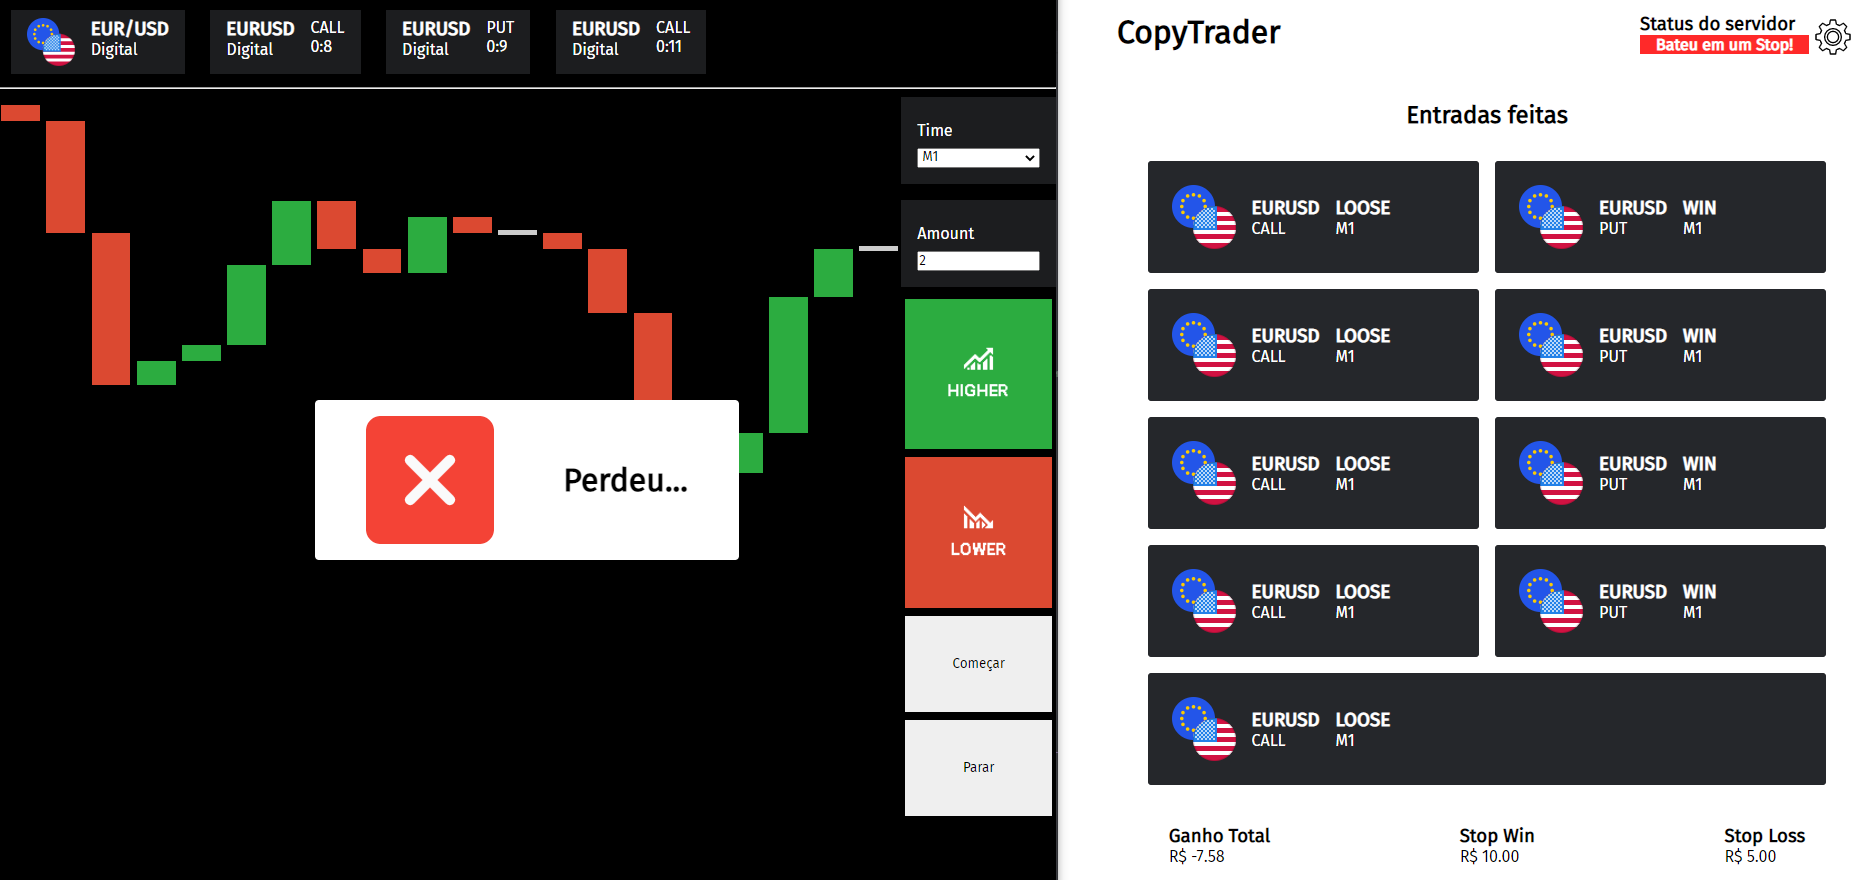 EUR/USD
Digital
EURUSD CALL
Digital 0:8
EURUSD PUT
Digital 0:9
EURUSD CALL
Digital 0:11
Time
M1
Amount
2
HIGHER
LOWER
Começar
Parar
Perdeu...
CopyTrader
Status do servidor
Bateu em um Stop!
Entradas feitas
EURUSD LOOSE
CALL M1
EURUSD WIN
PUT M1
EURUSD LOOSE
CALL M1
EURUSD WIN
PUT M1
EURUSD LOOSE
CALL M1
EURUSD WIN
PUT M1
EURUSD LOOSE
CALL M1
EURUSD WIN
PUT M1
EURUSD LOOSE
CALL M1
Ganho Total
R$ -7.58
Stop Win
R$ 10.00
Stop Loss
R$ 5.00